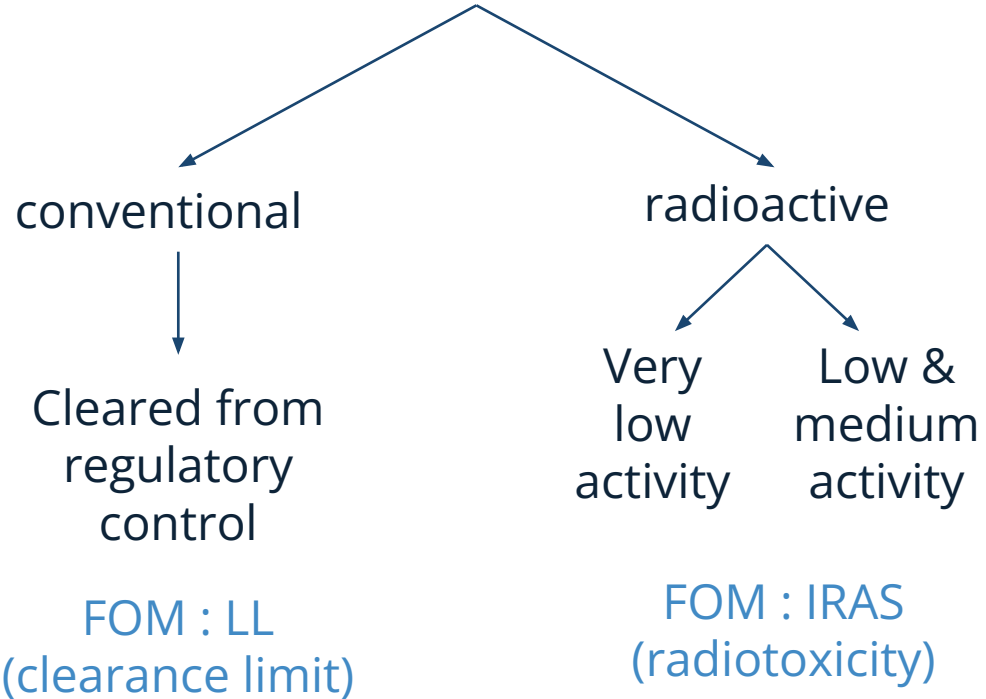 conventional
radioactive
Cleared from
regulatory
control
Very
low
activity
Low &
medium
activity
FOM : LL
(clearance limit)
FOM : IRAS
(radiotoxicity)